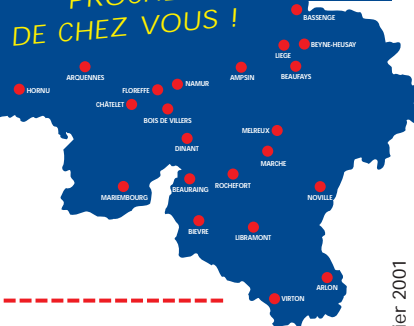 DE CHEZ VOUS !
BASSENGE
LIEGE
BEYNE-HEUSAY
ARQUENNES
AMPSIN
BEAUFAYS
HORNU
FLOREFFE
NAMUR
CHÂTELET
BOIS DE VILLERS
MELREUX
DINANT
MARCHE
BEAURAING
ROCHEFORT
MARIEMBOURG
NOVILLE
BIEVRE
LIBRAMONT
ARLON
VIRTON
2001